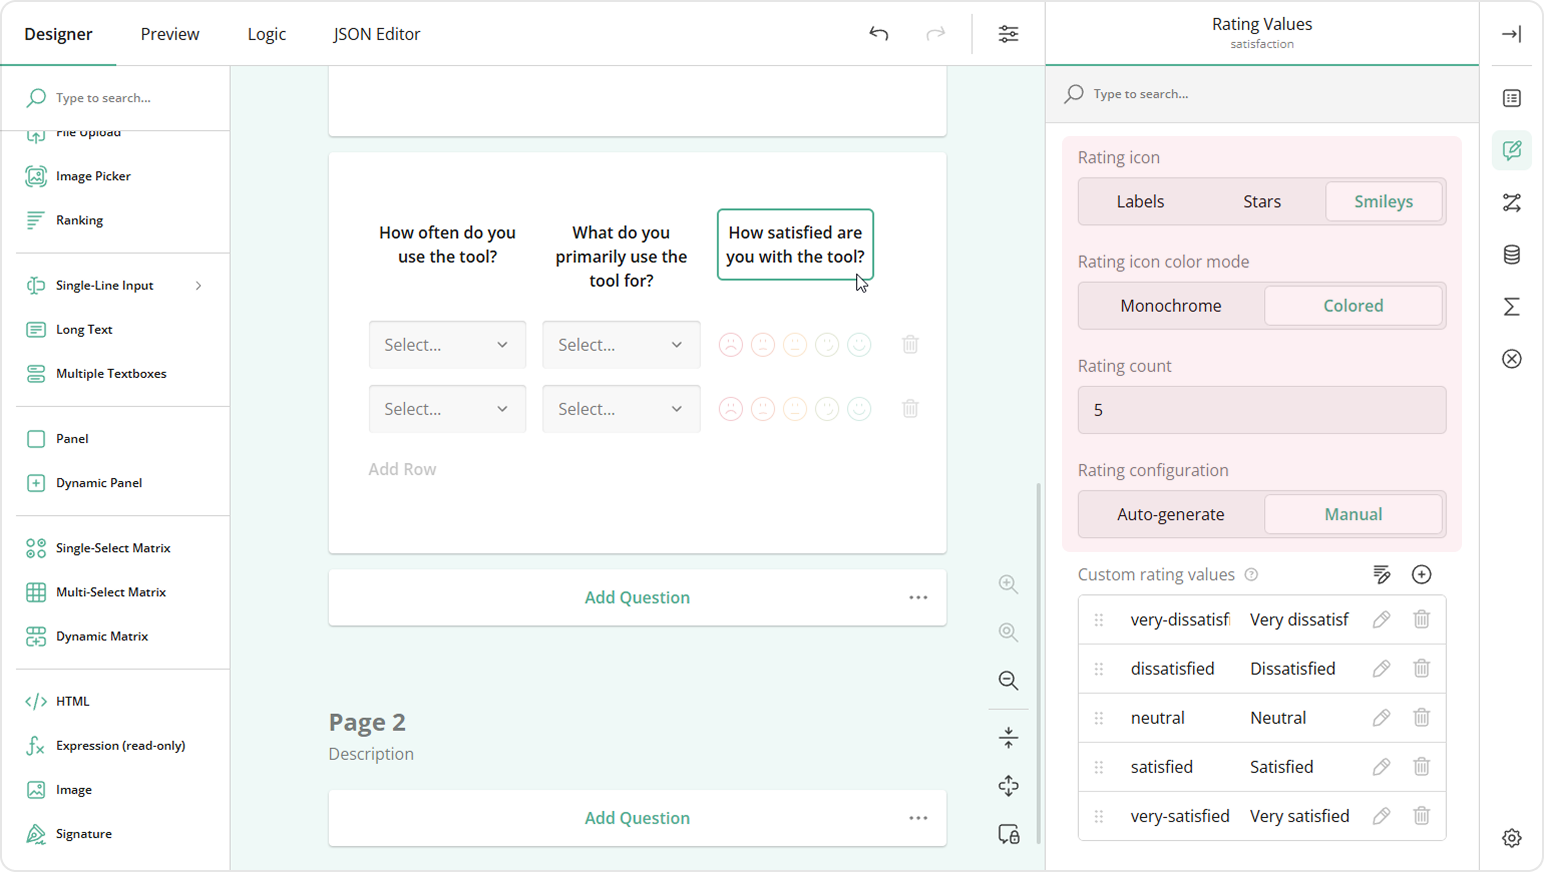 Designer
Preview
Logic
JSON Editor
Rating Values
satisfaction
Type to search...
File Upload
Image Picker
Ranking
Single-Line Input
Long Text
Multiple Textboxes
Panel
Dynamic Panel
Single-Select Matrix
Multi-Select Matrix
Dynamic Matrix
HTML
Expression (read-only)
Image
Signature
How often do you
use the tool?
What do you
primarily use the
tool for?
How satisfied are
you with the tool?
Select...
Select...
Select...
Select...
Add Row
Add Question
Page 2
Description
Add Question
Type to search...
Rating icon
Labels
Stars
Smileys
Rating icon color mode
Monochrome
Colored
Rating count
5
Rating configuration
Auto-generate
Manual
Custom rating values
very-dissatisf
Very dissatisf
dissatisfied
Dissatisfied
neutral
Neutral
satisfied
Satisfied
very-satisfied
Very satisfied